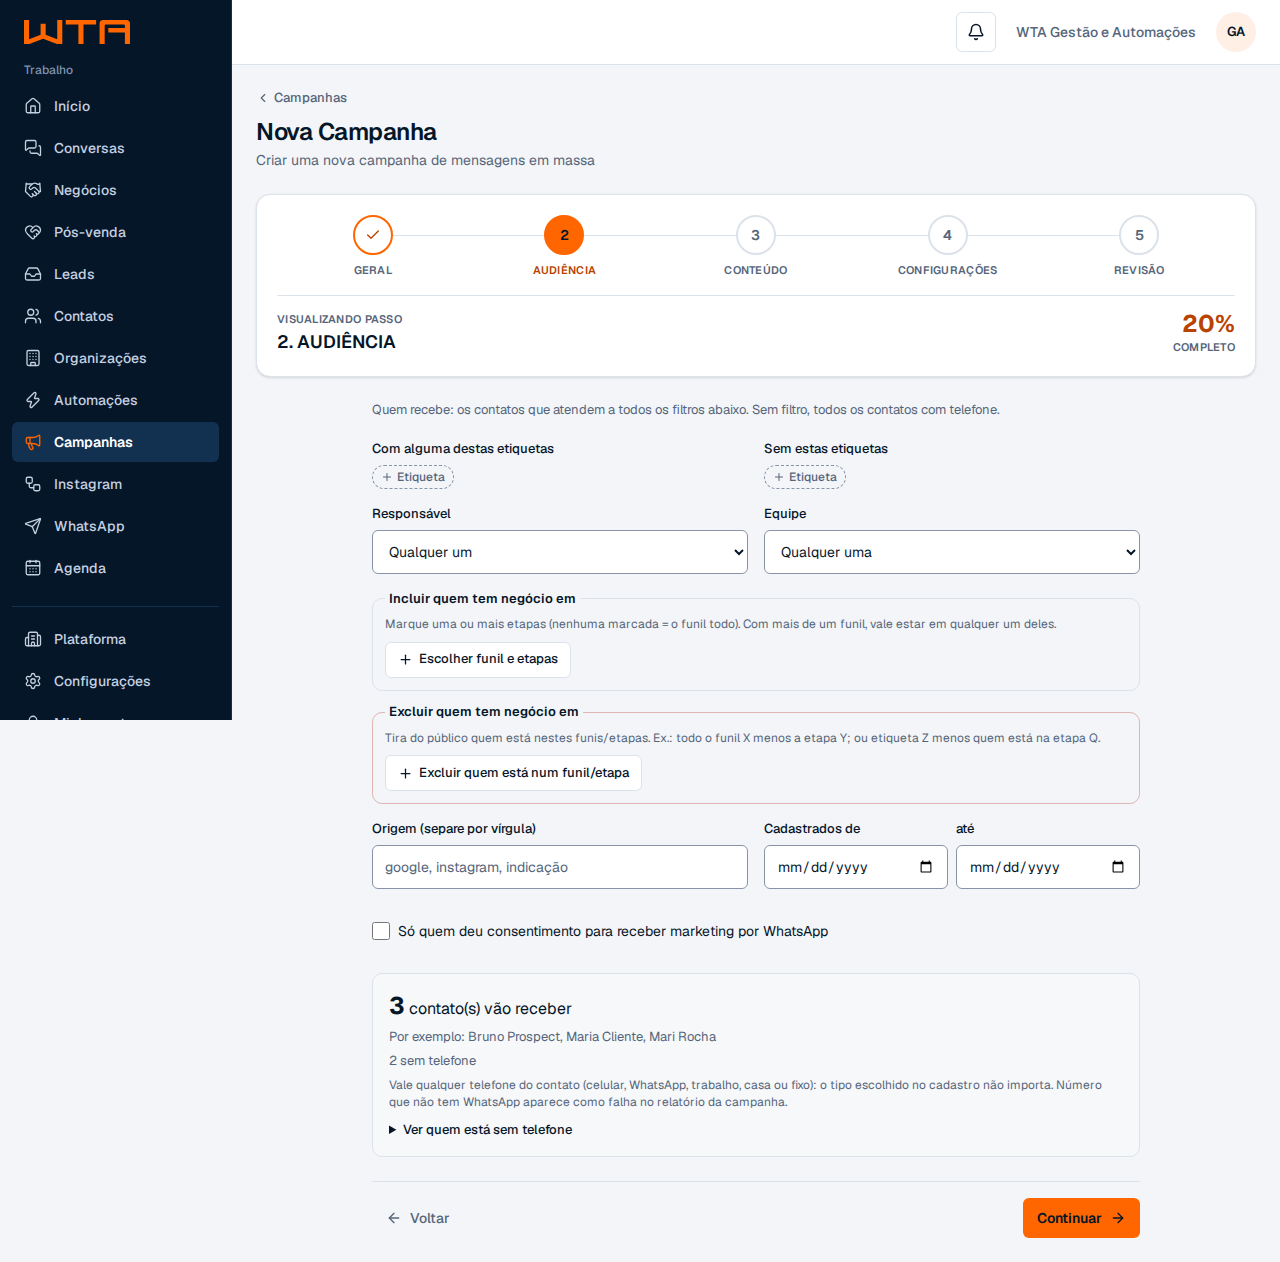 WTA
WTA Gestão e Automações
GA
Trabalho
Início
Conversas
Negócios
Pós-venda
Leads
Contatos
Organizações
Automações
Campanhas
Instagram
WhatsApp
Agenda
Plataforma
Configurações
Campanhas
Nova Campanha
Criar uma nova campanha de mensagens em massa
2
3
4
5
GERAL
AUDIÊNCIA
CONTEÚDO
CONFIGURAÇÕES
REVISÃO
VISUALIZANDO PASSO
2. AUDIÊNCIA
20%
COMPLETO
Quem recebe: os contatos que atendem a todos os filtros abaixo. Sem filtro, todos os contatos com telefone.
Com alguma destas etiquetas
Sem estas etiquetas
+ Etiqueta
+ Etiqueta
Responsável
Equipe
Qualquer um
Qualquer uma
Incluir quem tem negócio em
Marque uma ou mais etapas (nenhuma marcada = o funil todo). Com mais de um funil, vale estar em qualquer um deles.
+ Escolher funil e etapas
Excluir quem tem negócio em
Tira do público quem está nestes funis/etapas. Ex.: todo o funil X menos a etapa Y; ou etiqueta Z menos quem está na etapa Q.
+ Excluir quem está num funil/etapa
Origem (separe por vírgula)
Cadastrados de
até
google, instagram, indicação
mm/dd/yyyy
mm/dd/yyyy
Só quem deu consentimento para receber marketing por WhatsApp
3 contato(s) vão receber
Por exemplo: Bruno Prospect, Maria Cliente, Mari Rocha
2 sem telefone
Vale qualquer telefone do contato (celular, WhatsApp, trabalho, casa ou fixo): o tipo escolhido no cadastro não importa. Número
que não tem WhatsApp aparece como falha no relatório da campanha.
Ver quem está sem telefone
Voltar
Continuar